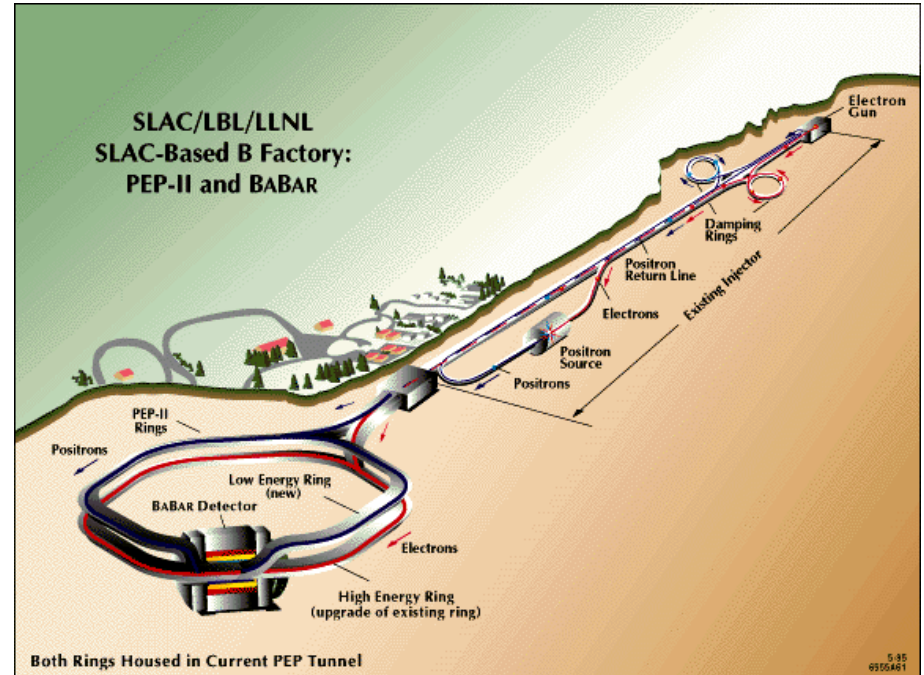 SLAC/LBL/LLNL
SLAC-Based B Factory:
PEP-II and BABAR
Electron
Gun
Damping
Rings
Positron
Return Line
Existing Injector
Electrons
Positron
Source
Positrons
PEP-II
Rings
Positrons
Low Energy Ring
(new)
BABAR Detector
Electrons
High Energy Ring
(upgrade of existing ring)
Both Rings Housed in Current PEP Tunnel
5-95
6955A61